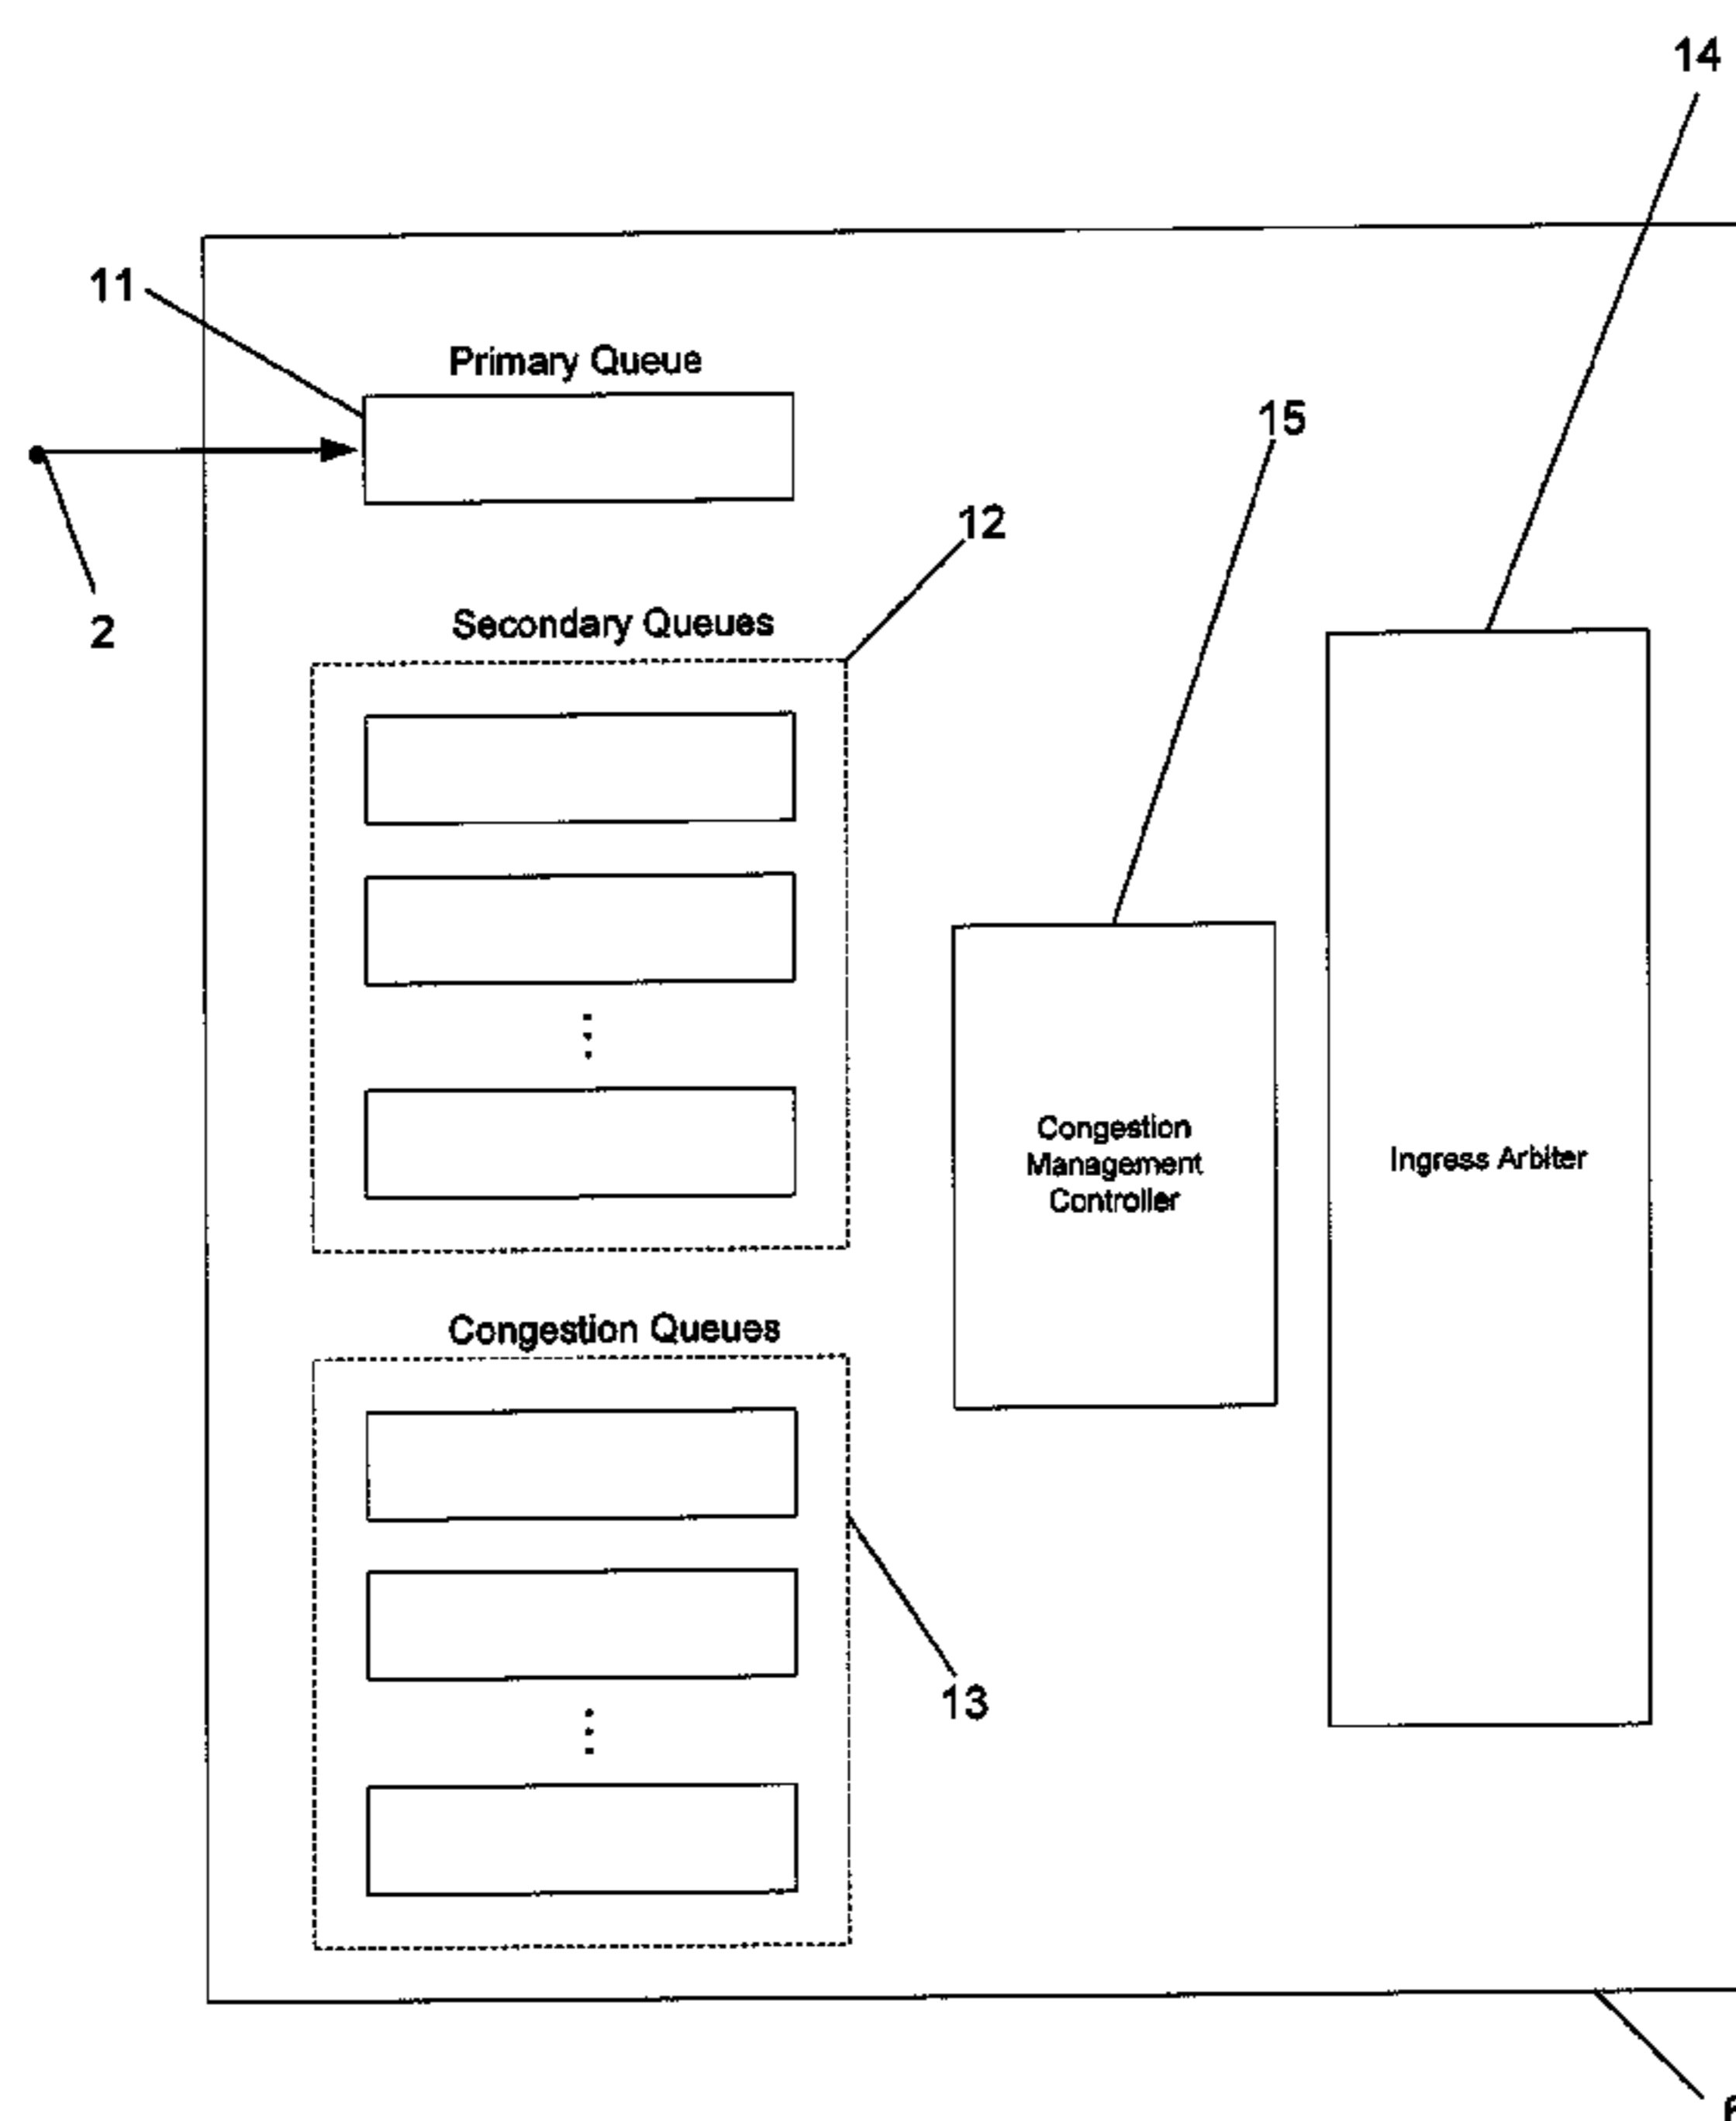 14
11
Primary Queue
15
12
2
Secondary Queues
Congestion
Management
Controller
Ingress Arbiter
Congestion Queues
13